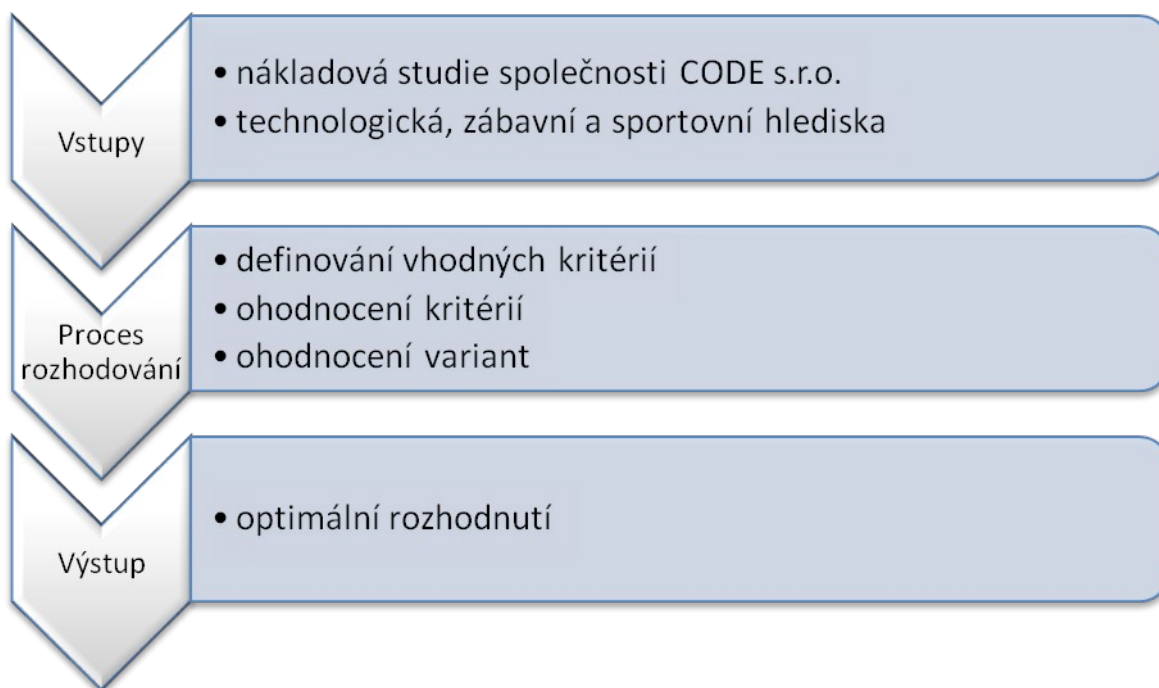 Vstupy
• nákladová studie společnosti CODE s.r.o.
• technologická, zábavní a sportovní hlediska
Proces
rozhodování
• definování vhodných kritérií
• ohodnocení kritérií
• ohodnocení variant
Výstup
• optimální rozhodnutí